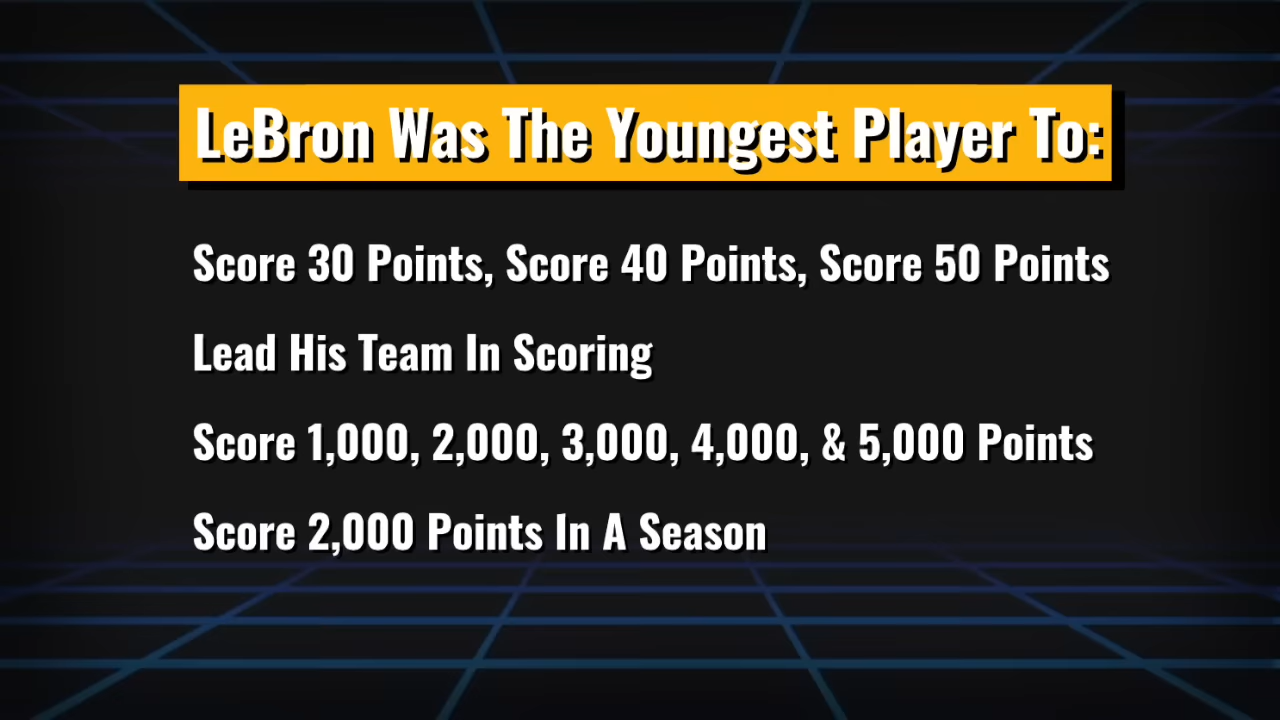 LeBron Was The Youngest Player To:
Score 30 Points, Score 40 Points, Score 50 Points
Lead His Team In Scoring
Score 1,000, 2,000, 3,000, 4,000, & 5,000 Points
Score 2,000 Points In A Season